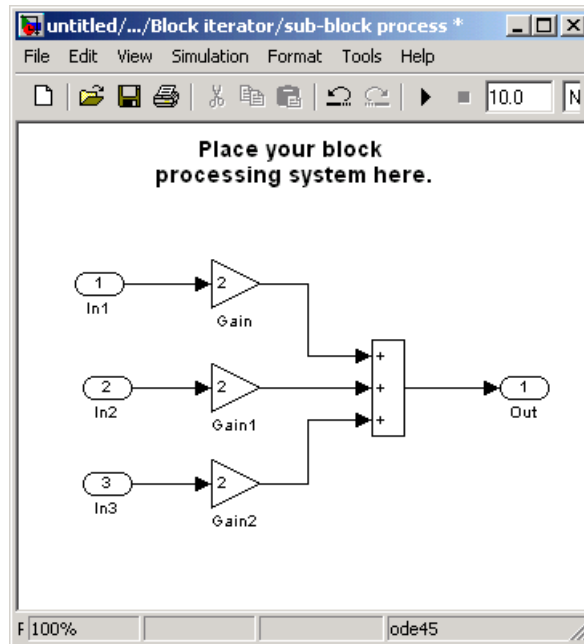 untitled/.../Block iterator/sub-block process *
File Edit View Simulation Format Tools Help
10.0 N
Place your block
processing system here.
1
In1
2
Gain
2
In2
2
Gain1
3
In3
2
Gain2
+
+
+
1
Out
F 100% ode45